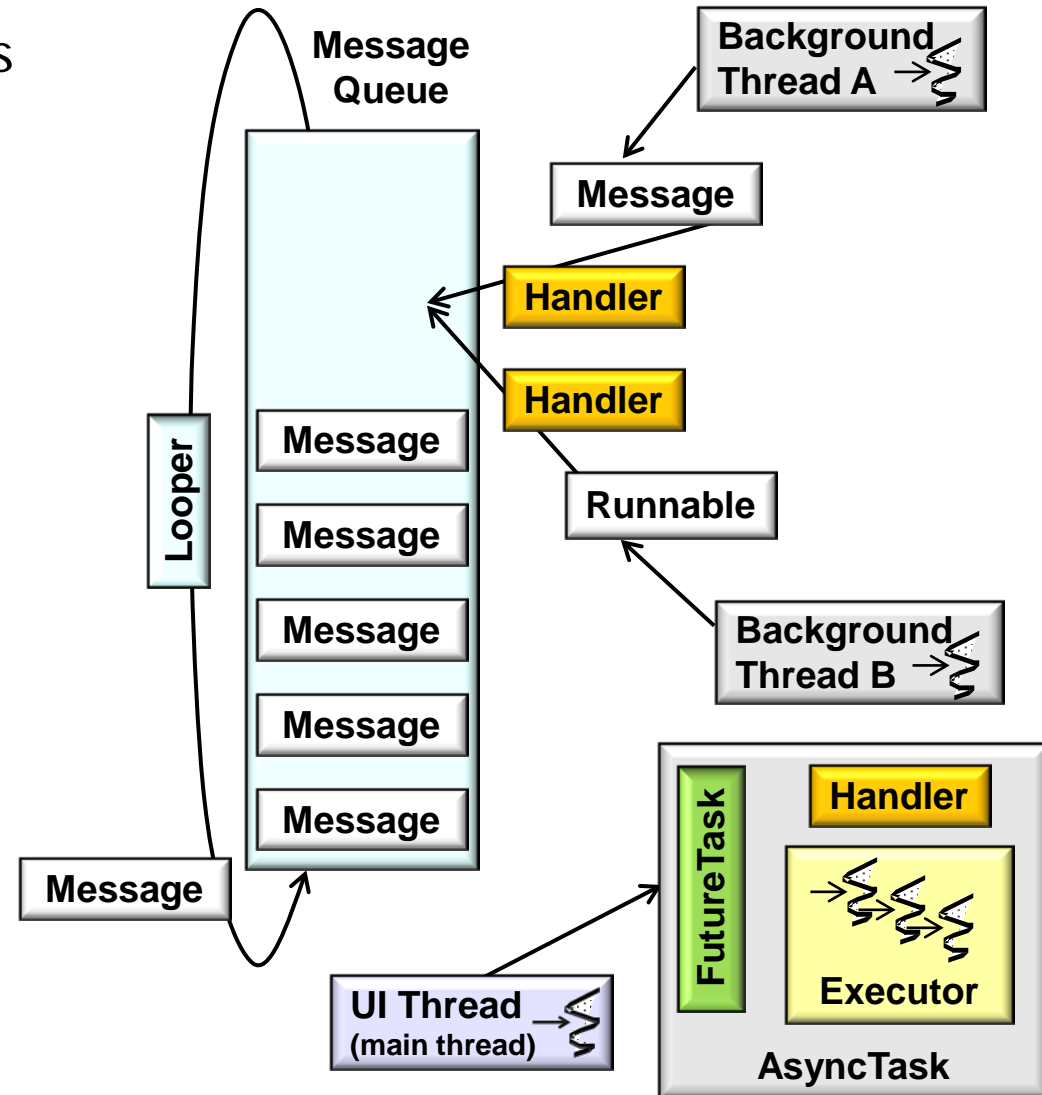 s
Message
Queue
Background
Thread A
Message
Handler
Handler
Message
Looper
Runnable
Message
Message
Background
Thread B
Message
Message
Message
FutureTask
Handler
Executor
UI Thread
(main thread)
AsyncTask